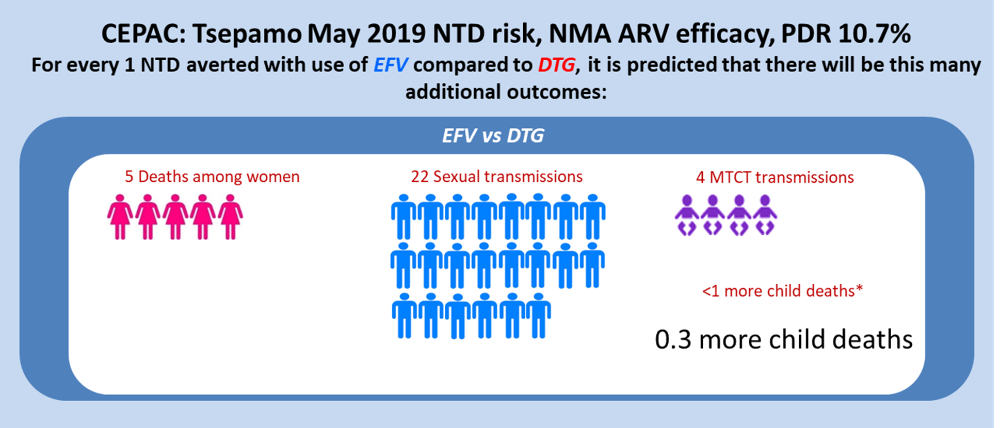 CEPAC: Tsepamo May 2019 NTD risk, NMA ARV efficacy, PDR 10.7%
For every 1 NTD averted with use of EFV compared to DTG, it is predicted that there will be this many
additional outcomes:
EFV vs DTG
5 Deaths among women
22 Sexual transmissions
4 MTCT transmissions
<1 more child deaths*
0.3 more child deaths